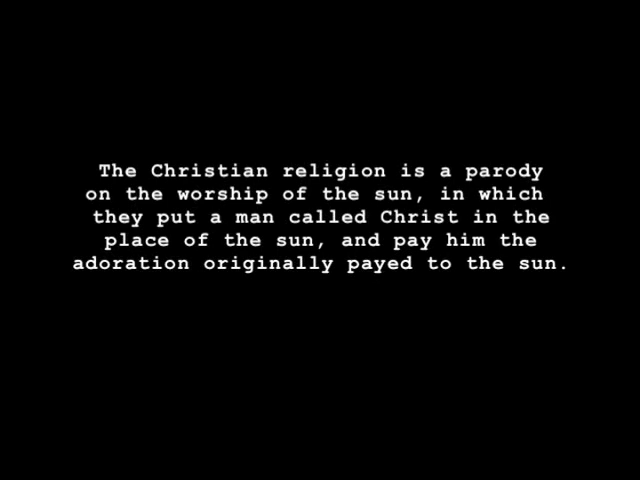 The Christian religion is a parody
on the worship of the sun, in which
they put a man called Christ in the
place of the sun, and pay him the
adoration originally payed to the sun.